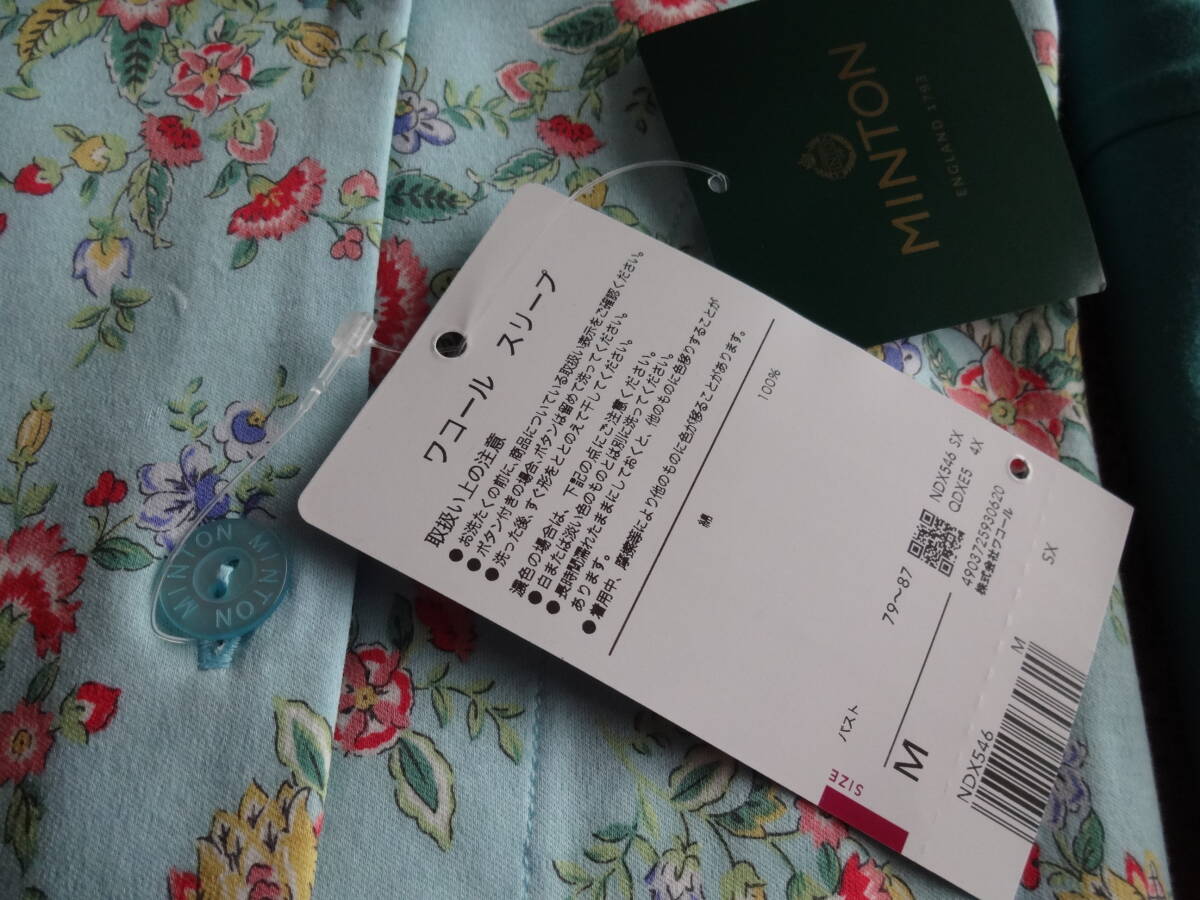 MINTON
ENGLAND 1793
ワコール スリープ
取扱い上の注意
●お洗たくの前に、商品についている取扱い表示をご確認ください。
●ボタン付きの場合、ボタンは留めて洗ってください。
●洗った後、すぐ形をととのえて干してください。
濃色の場合は、下記の点にご注意ください。
●白または淡い色のものとは別に洗ってください。
●長時間濡れたままにしておくと、他のものに色移りすることが
あります。
●着用中、摩擦等により他のものに色が移ることがあります。
綿
100%
SIZE
バスト
79~87
M
NDX546 SX
QDXE5 4X
4903725930620
株式会社ワコール
NDX546
M
SX
MINTON MINTON